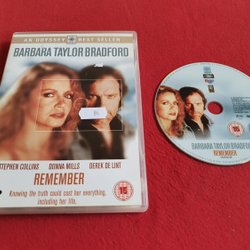 AN ODYSSEY BEST SELLER
BARBARA TAYLOR BRADFORD
STEPHEN COLLINS DONNA MILLS DEREK DE LINT
REMEMBER
Knowing the truth could cost her everything,
including her life.
15
BARBARA TAYLOR BRADFORD
REMEMBER
15